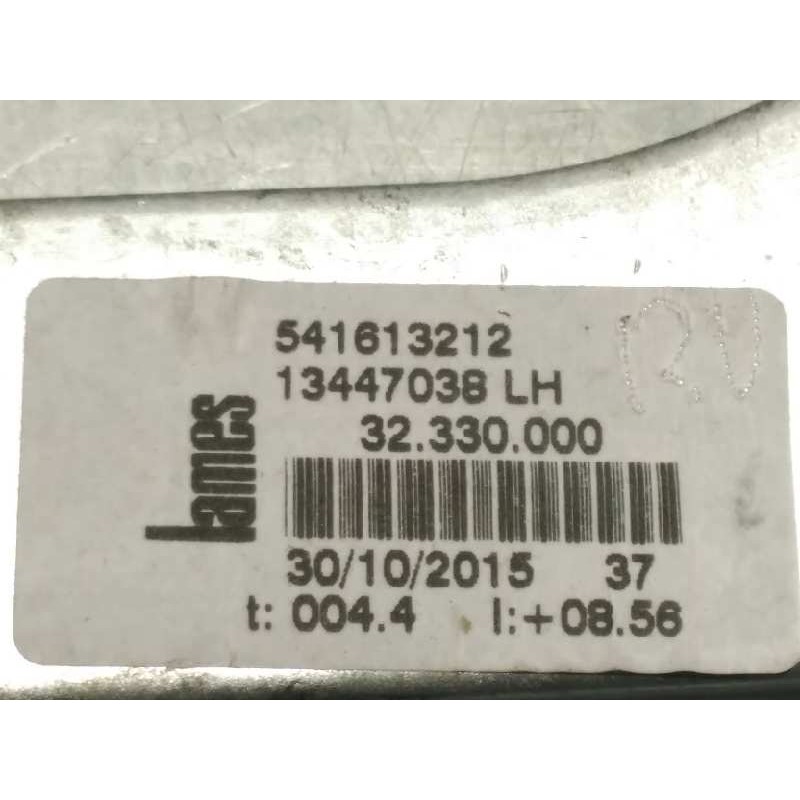 541613212
13447038 LH
32.330.000
lames
30/10/2015 37
t: 004.4 l:+08.56